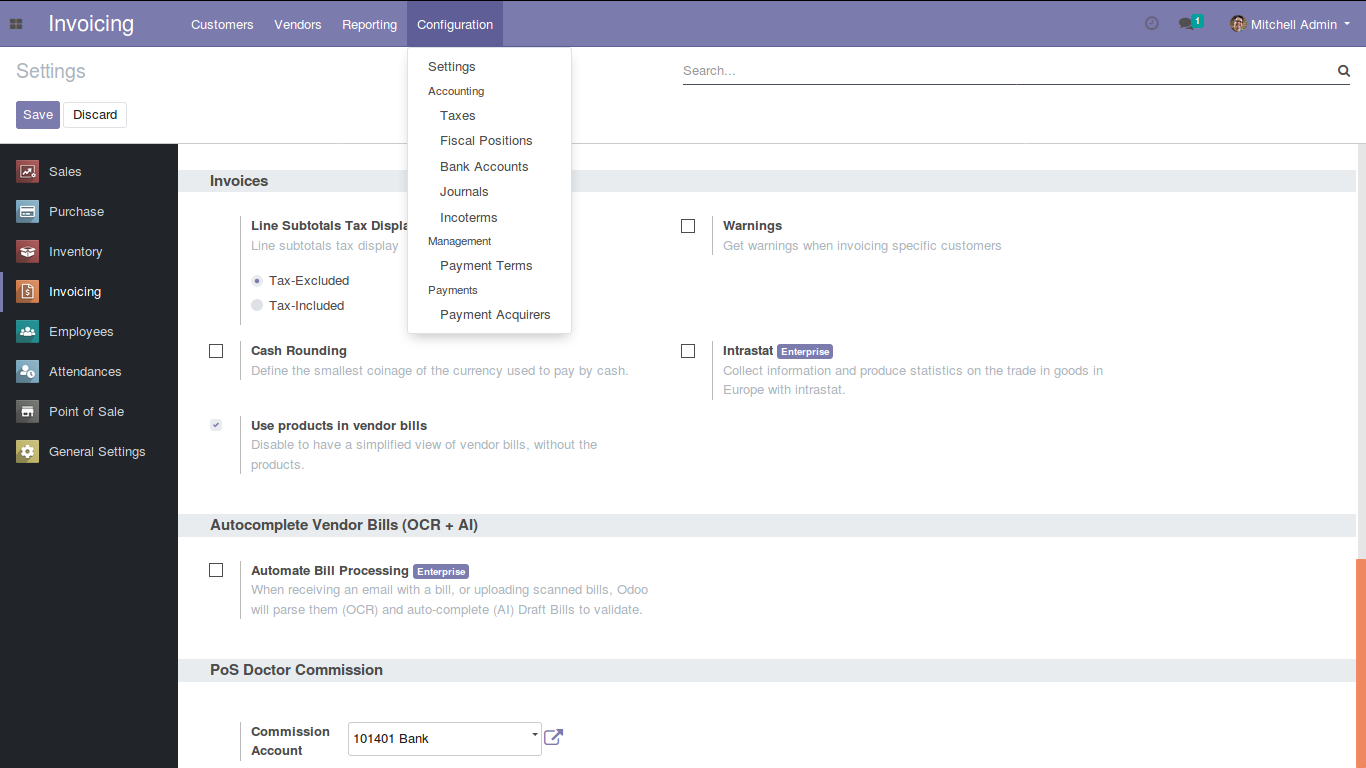 Invoicing Customers Vendors Reporting Configuration 1 Mitchell Admin
Settings
Search...
Save Discard
Settings
Accounting
Taxes
Fiscal Positions
Bank Accounts
Journals
Incoterms
Management
Payment Terms
Payments
Payment Acquirers
Sales
Purchase
Inventory
Invoicing
Employees
Attendances
Point of Sale
General Settings
Invoices
Line Subtotals Tax
Line subtotals tax display
Tax-Excluded
Tax-Included
Warnings
Get warnings when invoicing specific customers
Cash Rounding
Define the smallest coinage of the currency used to pay by cash.
Intrastat Enterprise
Collect information and produce statistics on the trade in goods in
Europe with intrastat.
Use products in vendor bills
Disable to have a simplified view of vendor bills, without the
products.
Autocomplete Vendor Bills (OCR + AI)
Automate Bill Processing Enterprise
When receiving an email with a bill, or uploading scanned bills, Odoo
will parse them (OCR) and auto-complete (AI) Draft Bills to validate.
PoS Doctor Commission
Commission
Account
101401 Bank